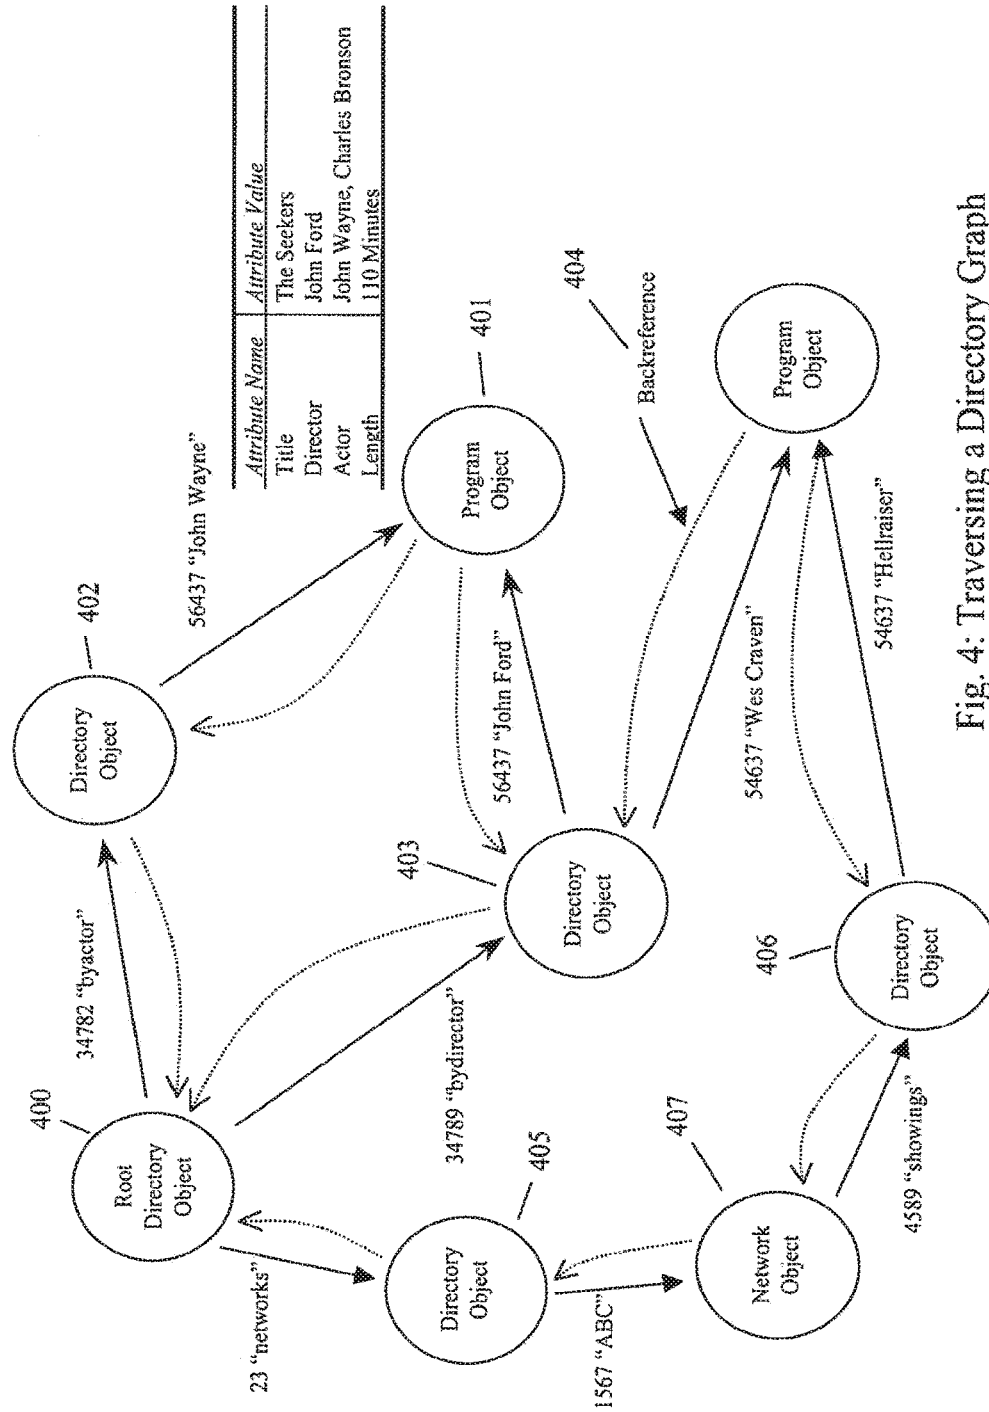 402
56437 "John Wayne"
Attribute Name Attribute Value
Title The Seekers
Director John Ford
Actor John Wayne, Charles Bronson
Length 110 Minutes
Directory
Object
34782 "byactor"
400
Root
Directory
Object
Program
Object
401
56437 "John Ford"
403
Directory
Object
34789 "bydirector"
404
Backreference
23 "networks"
405
Directory
Object
Program
Object
54637 "Wes Craven"
1567 "ABC"
407
Network
Object
406
Directory
Object
54637 "Hellraiser"
4589 "showings"
Fig. 4: Traversing a Directory Graph